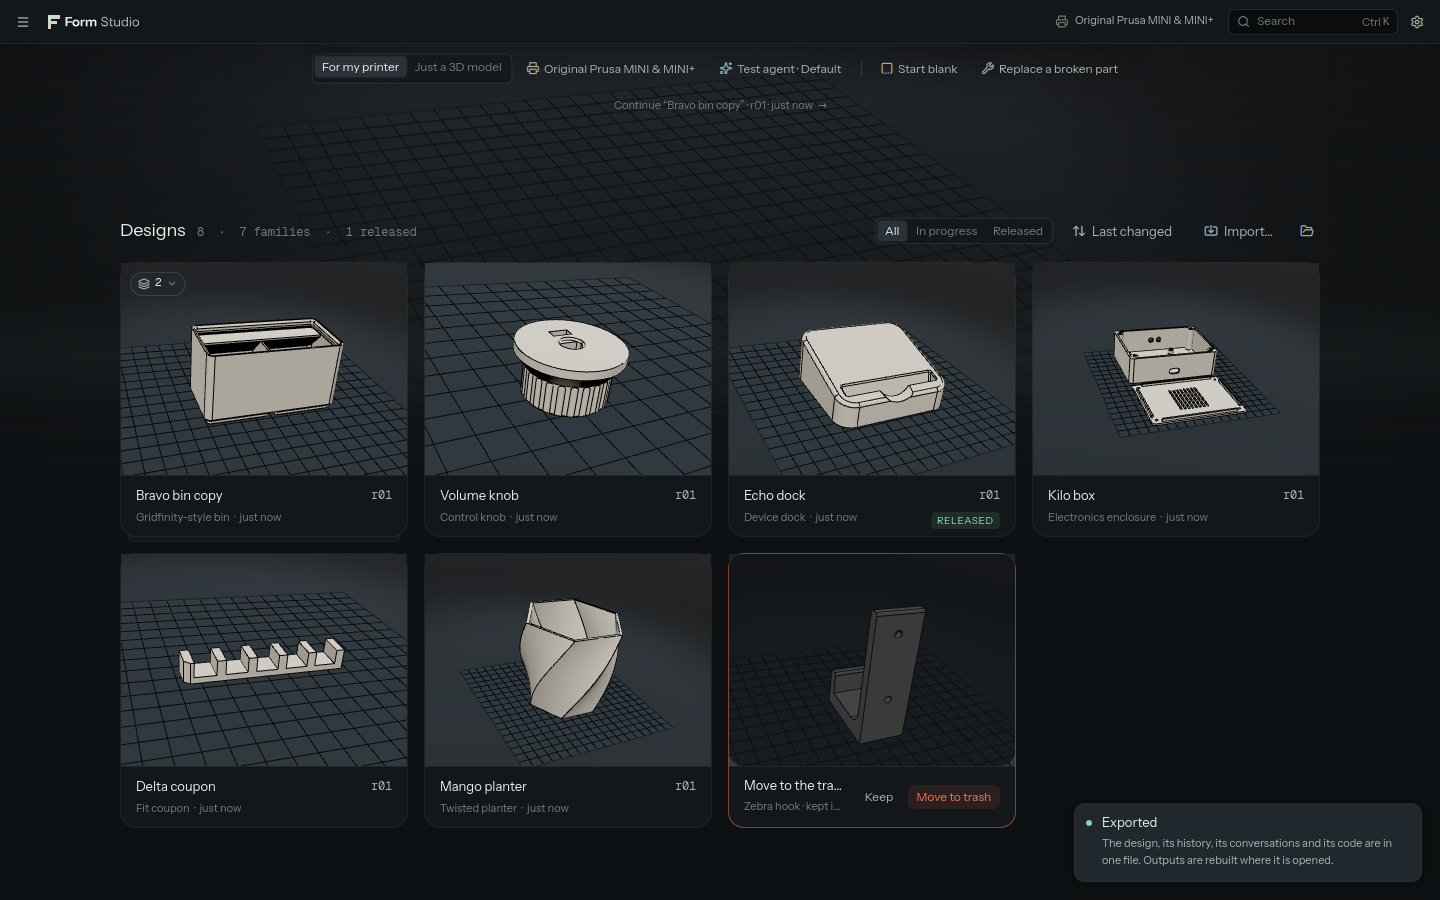 Form Studio
Original Prusa MINI & MINI+
Search
Ctrl K
For my printer
Just a 3D model
Original Prusa MINI & MINI+
Test agent · Default
Start blank
Replace a broken part
Continue “Bravo bin copy” · r01 · just now →
Designs 8 · 7 families · 1 released
All
In progress
Released
Last changed
Import...
2
Bravo bin copy r01
Gridfinity-style bin · just now
Volume knob r01
Control knob · just now
Echo dock r01
Device dock · just now
RELEASED
Kilo box r01
Electronics enclosure · just now
Delta coupon r01
Fit coupon · just now
Mango planter r01
Twisted planter · just now
Move to the tra...
Zebra hook · kept i...
Keep
Move to trash
Exported
The design, its history, its conversations and its code are in
one file. Outputs are rebuilt where it is opened.